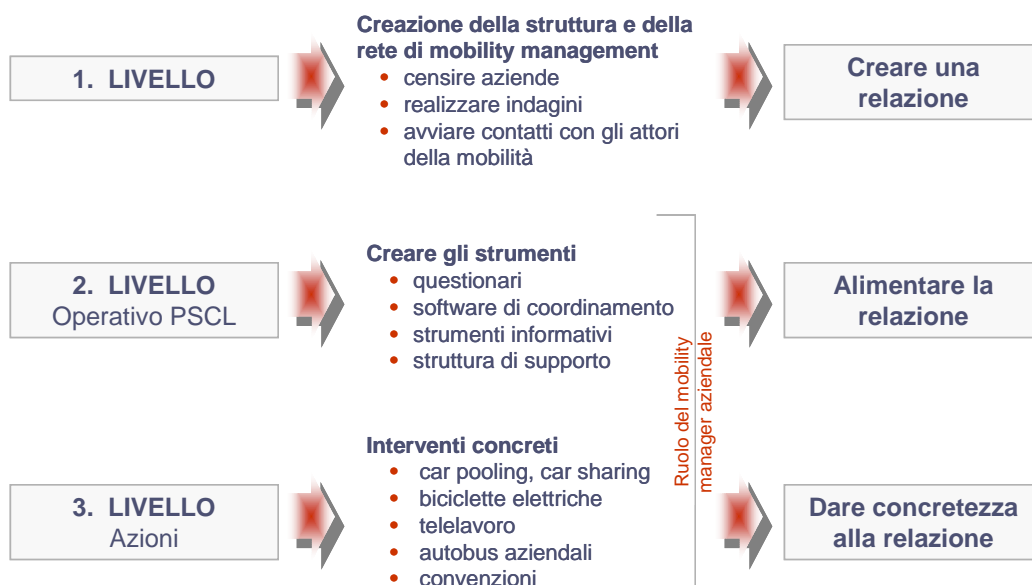 1. LIVELLO
Creazione della struttura e della
rete di mobility management
• censire aziende
• realizzare indagini
• avviare contatti con gli attori
della mobilità
Creare una
relazione
2. LIVELLO
Operativo PSCL
Creare gli strumenti
• questionari
• software di coordinamento
• strumenti informativi
• struttura di supporto
Alimentare la
relazione
Ruolo del mobility
manager aziendale
3. LIVELLO
Azioni
Interventi concreti
• car pooling, car sharing
• biciclette elettriche
• telelavoro
• autobus aziendali
• convenzioni
Dare concretezza
alla relazione